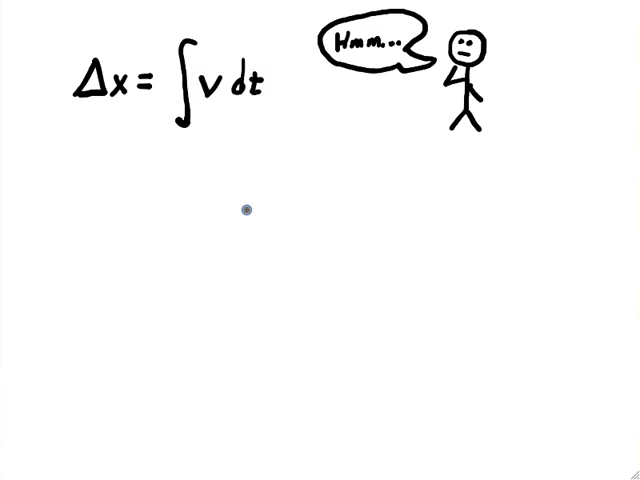 Δx = ∫ v dt
Hmm...